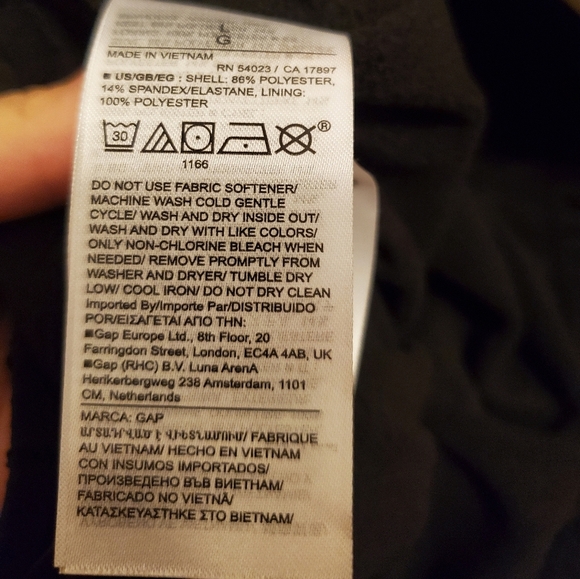 L
G
MADE IN VIETNAM
RN 54023 / CA 17897
■ US/GB/EG : SHELL: 86% POLYESTER,
14% SPANDEX/ELASTANE, LINING:
100% POLYESTER
30
®
1166
DO NOT USE FABRIC SOFTENER/
MACHINE WASH COLD GENTLE
CYCLE/ WASH AND DRY INSIDE OUT/
WASH AND DRY WITH LIKE COLORS/
ONLY NON-CHLORINE BLEACH WHEN
NEEDED/ REMOVE PROMPTLY FROM
WASHER AND DRYER/ TUMBLE DRY
LOW/ COOL IRON/ DO NOT DRY CLEAN
Imported By/Importe Par/DISTRIBUIDO
POR/ΕΙΣΑΓΕΤΑΙ ΑΠΟ ΤΗΝ:
■Gap Europe Ltd., 8th Floor, 20
Farringdon Street, London, EC4A 4AB, UK
■Gap (RHC) B.V. Luna ArenA
Herikerbergweg 238 Amsterdam, 1101
CM, Netherlands
MARCA: GAP
ԱՐՏԱԴՐՎԱԾ Է ՎԻԵՏՆԱՄՈՒՄ/ FABRIQUE
AU VIETNAM/ HECHO EN VIETNAM
CON INSUMOS IMPORTADOS/
ПРОИЗВЕДЕНО ВЪВ ВИЕТНАМ/
FABRICADO NO VIETNÃ/
ΚΑΤΑΣΚΕΥΑΣΤΗΚΕ ΣΤΟ ΒΙΕΤΝΑΜ/